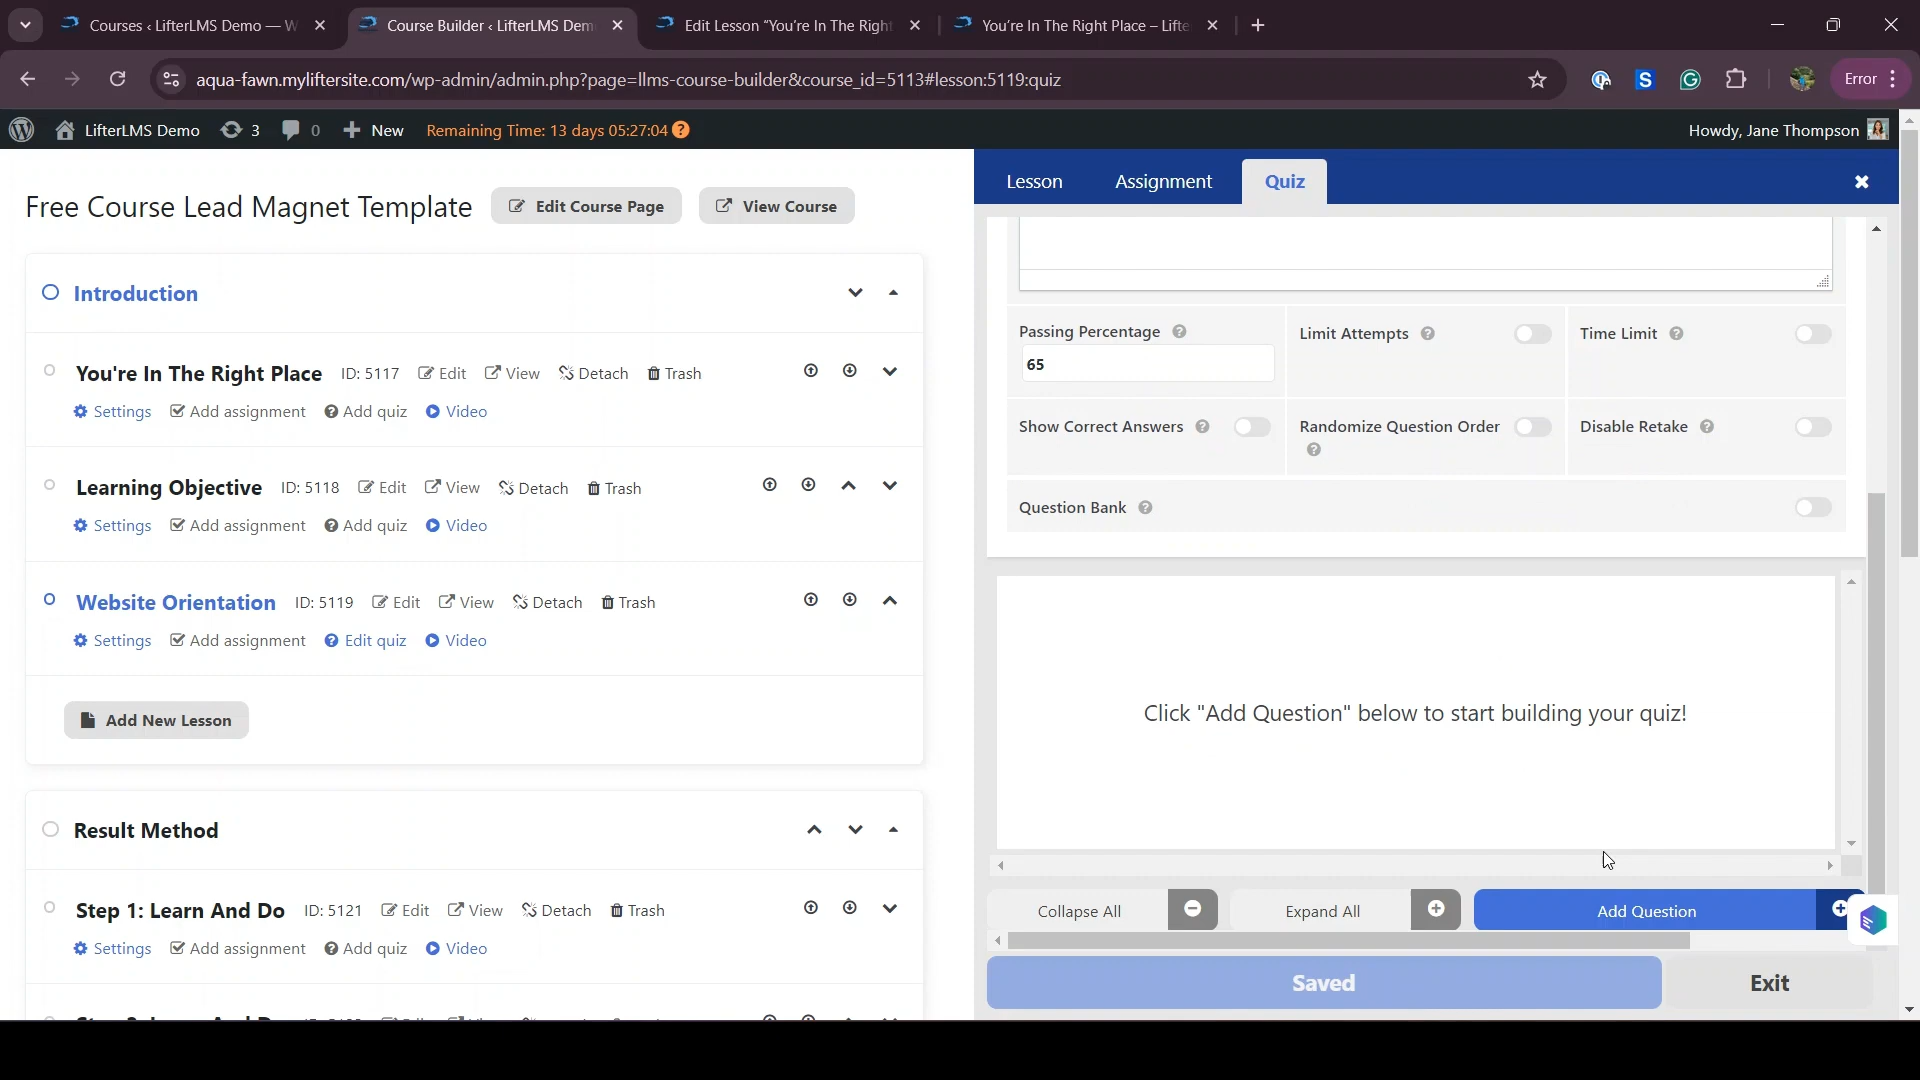 Courses ‹ LifterLMS Demo — W
Course Builder ‹ LifterLMS Dem
Edit Lesson "You're In The Right
You're In The Right Place – Lifte
aqua-fawn.myliftersite.com/wp-admin/admin.php?page=llms-course-builder&course_id=5113#lesson:5119:quiz
S
Error
LifterLMS Demo
3
0
New
Remaining Time: 13 days 05:27:04
Howdy, Jane Thompson
Free Course Lead Magnet Template
Edit Course Page
View Course
Introduction
You're In The Right Place ID: 5117 Edit View Detach Trash
Settings Add assignment Add quiz Video
Learning Objective ID: 5118 Edit View Detach Trash
Settings Add assignment Add quiz Video
Website Orientation ID: 5119 Edit View Detach Trash
Settings Add assignment Edit quiz Video
Add New Lesson
Result Method
Step 1: Learn And Do ID: 5121 Edit View Detach Trash
Settings Add assignment Add quiz Video
Lesson
Assignment
Quiz
Passing Percentage
65
Limit Attempts
Time Limit
Show Correct Answers
Randomize Question Order
Disable Retake
Question Bank
Click "Add Question" below to start building your quiz!
Collapse All
Expand All
Add Question
Saved
Exit